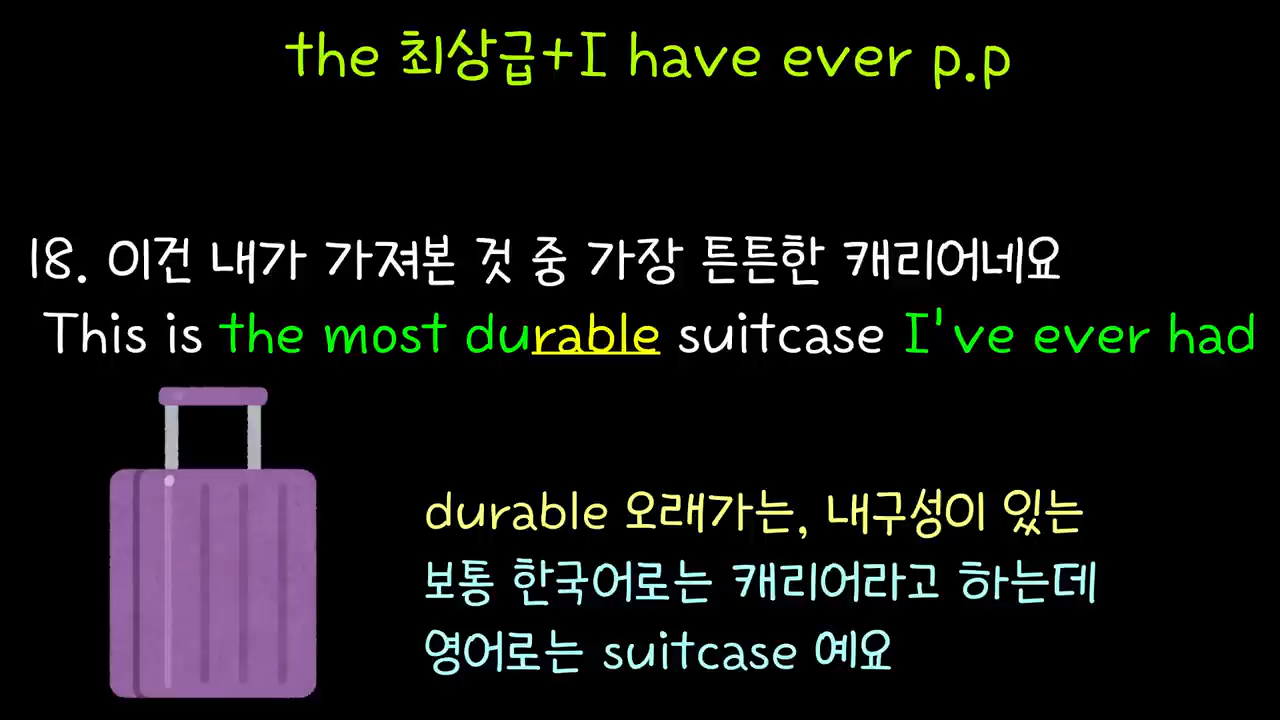 the 최상급+I have ever p.p
18. 이건 내가 가져본 것 중 가장 튼튼한 캐리어네요
This is the most durable suitcase I've ever had
durable 오래가는, 내구성이 있는
보통 한국어로는 캐리어라고 하는데
영어로는 suitcase 예요